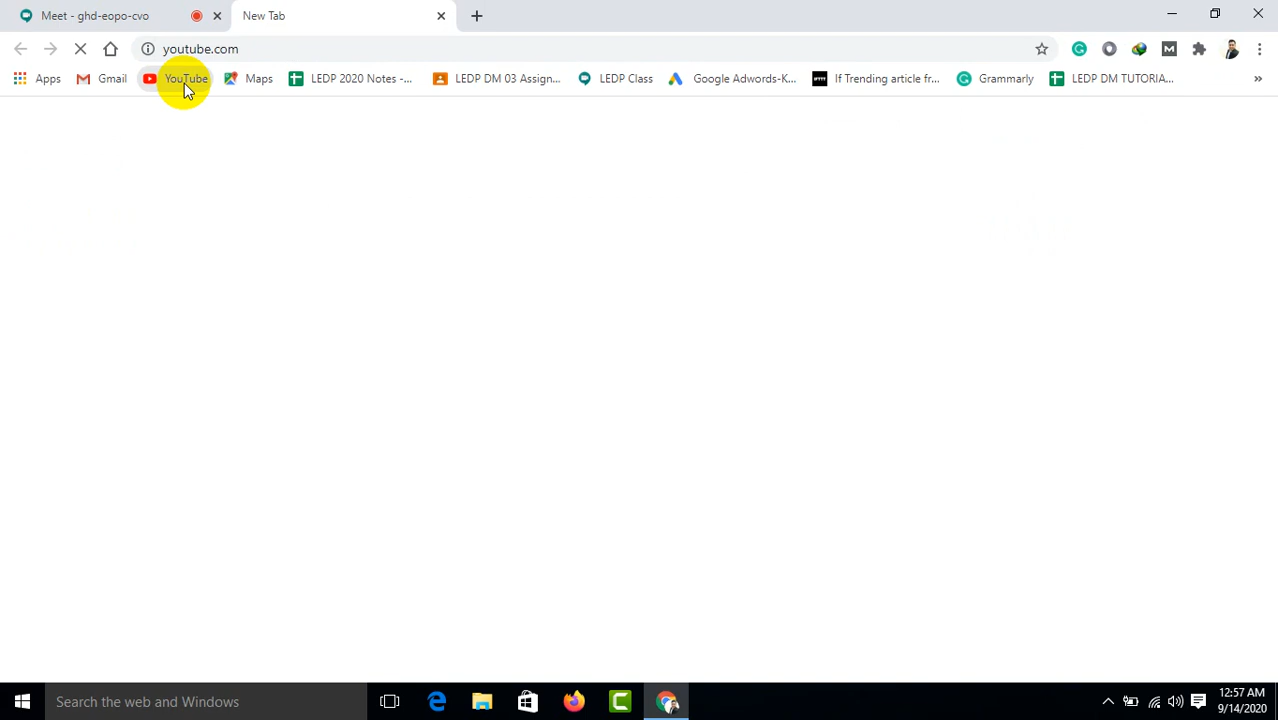 Meet - ghd-eopo-cvo New Tab
youtube.com
Apps Gmail YouTube Maps LEDP 2020 Notes -... LEDP DM 03 Assign... LEDP Class Google Adwords-K... If Trending article fr... Grammarly LEDP DM TUTORIA... »
Search the web and Windows
12:57 AM
9/14/2020